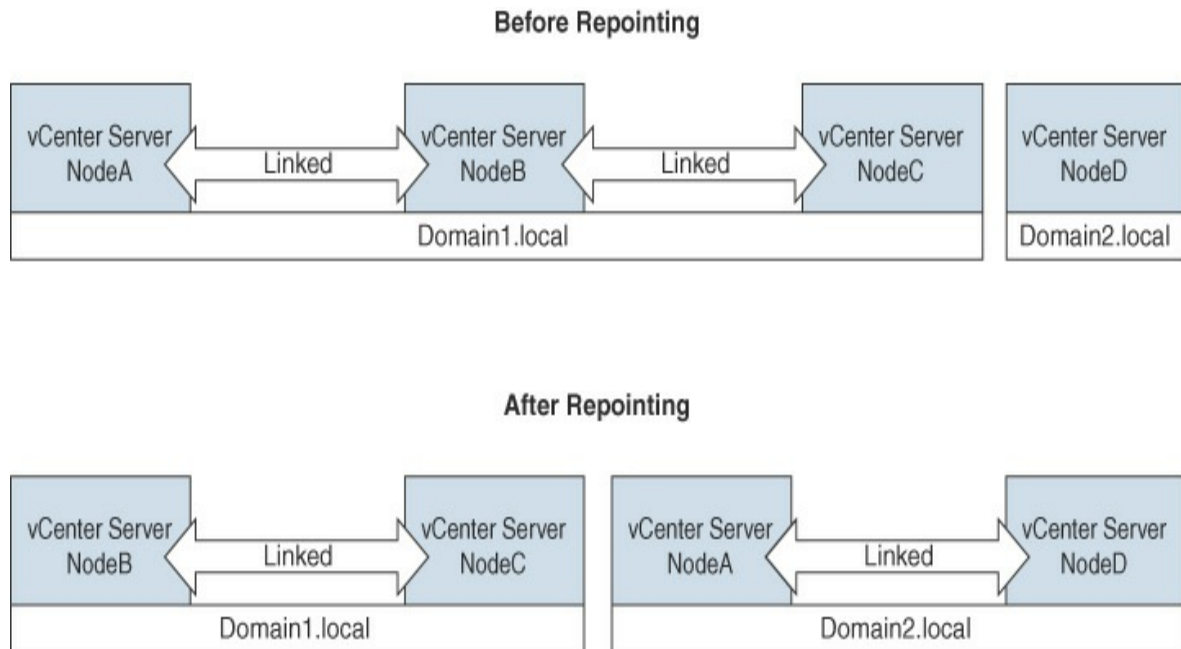 Before Repointing
vCenter Server
NodeA
Linked
vCenter Server
NodeB
Linked
vCenter Server
NodeC
vCenter Server
NodeD
Domain1.local
Domain2.local
After Repointing
vCenter Server
NodeB
Linked
vCenter Server
NodeC
vCenter Server
NodeA
Linked
vCenter Server
NodeD
Domain1.local
Domain2.local